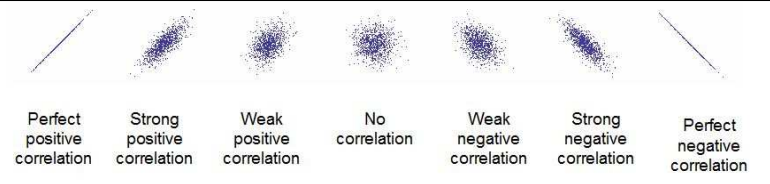 Perfect
positive
correlation
Strong
positive
correlation
Weak
positive
correlation
No
correlation
Weak
negative
correlation
Strong
negative
correlation
Perfect
negative
correlation